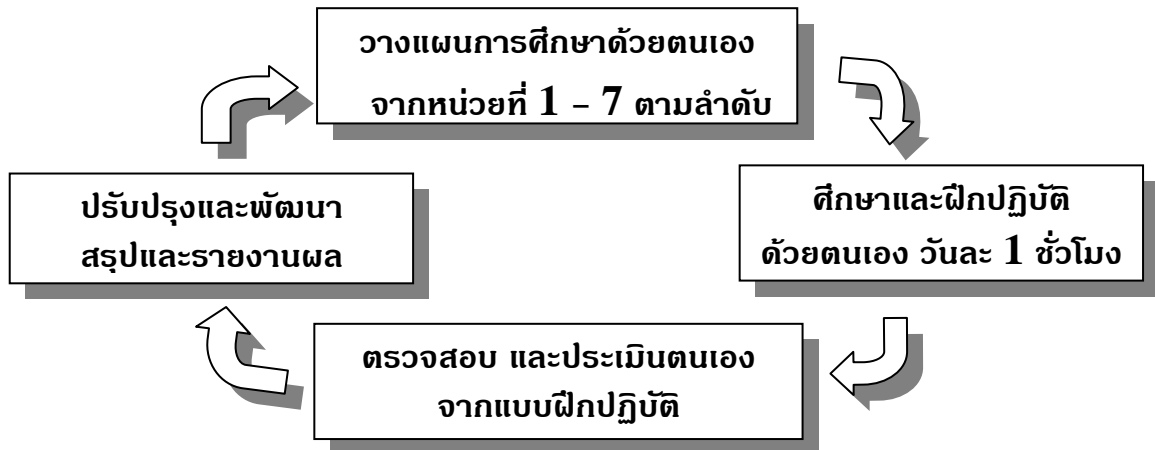 วางแผนการศึกษาด้วยตนเอง
จากหน่วยที่ 1 – 7 ตามลำดับ
ศึกษาและฝึกปฏิบัติ
ด้วยตนเอง วันละ 1 ชั่วโมง
ตรวจสอบ และประเมินตนเอง
จากแบบฝึกปฏิบัติ
ปรับปรุงและพัฒนา
สรุปและรายงานผล